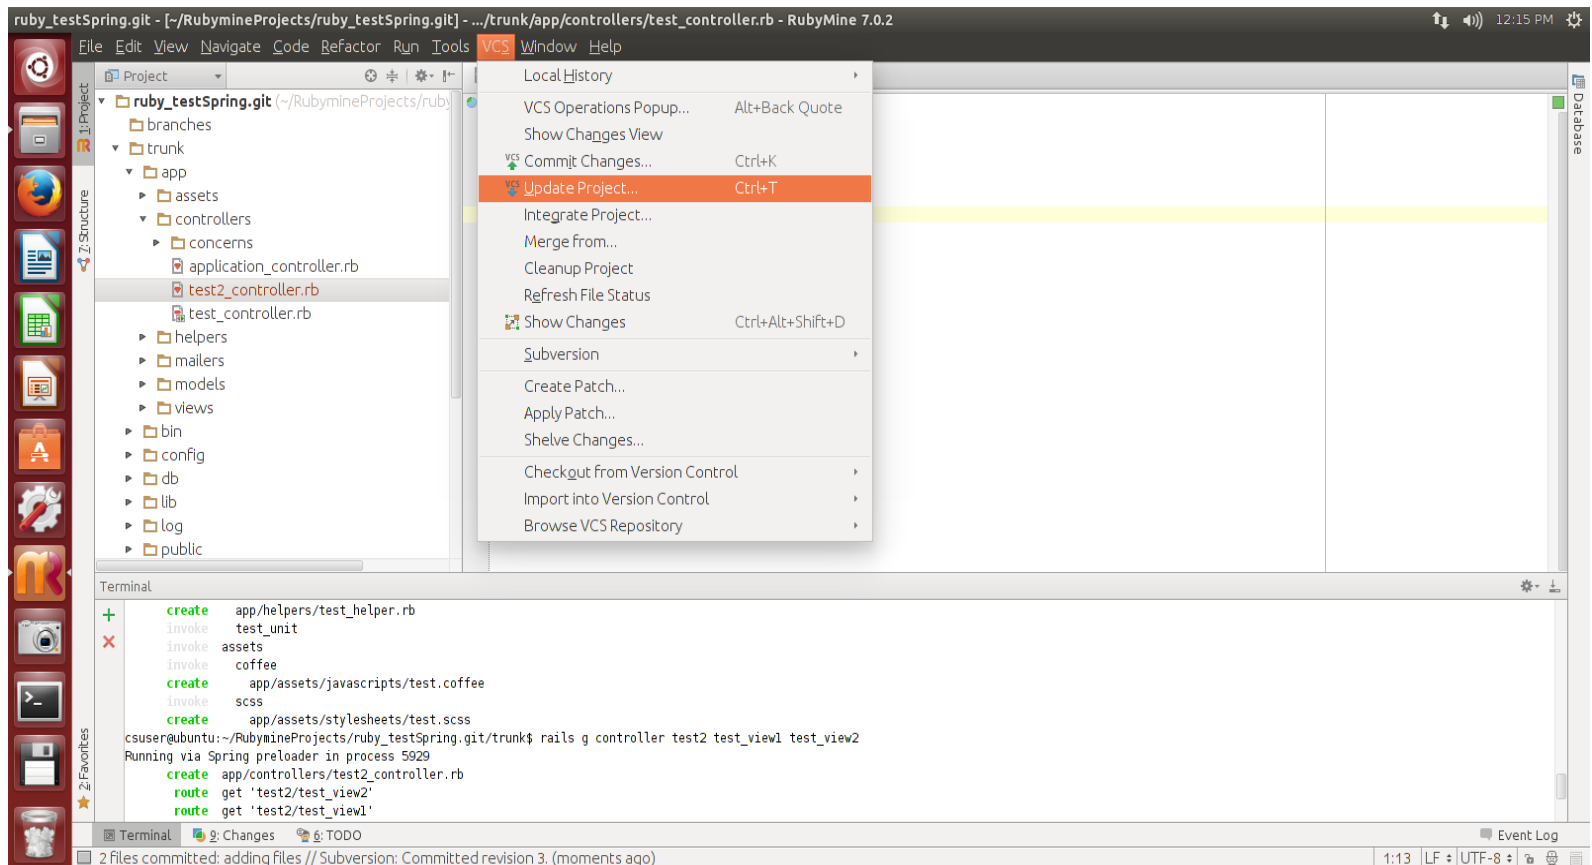 ruby_testSpring.git - [~/RubymineProjects/ruby_testSpring.git] - .../trunk/app/controllers/test_controller.rb - RubyMine 7.0.2
12:15 PM
File Edit View Navigate Code Refactor Run Tools VCS Window Help
Project
1: Project
7: Structure
2: Favorites
ruby_testSpring.git (~/RubymineProjects/ruby
branches
trunk
app
assets
controllers
concerns
application_controller.rb
test2_controller.rb
test_controller.rb
helpers
mailers
models
views
bin
config
db
lib
log
public
Local History
VCS Operations Popup... Alt+Back Quote
Show Changes View
Commit Changes... Ctrl+K
Update Project... Ctrl+T
Integrate Project...
Merge from...
Cleanup Project
Refresh File Status
Show Changes Ctrl+Alt+Shift+D
Subversion
Create Patch...
Apply Patch...
Shelve Changes...
Checkout from Version Control
Import into Version Control
Browse VCS Repository
Database
Terminal
create app/helpers/test_helper.rb
invoke test_unit
invoke assets
invoke coffee
create app/assets/javascripts/test.coffee
invoke scss
create app/assets/stylesheets/test.scss
csuser@ubuntu:~/RubymineProjects/ruby_testSpring.git/trunk$ rails g controller test2 test_view1 test_view2
Running via Spring preloader in process 5929
create app/controllers/test2_controller.rb
route get 'test2/test_view2'
route get 'test2/test_view1'
Terminal 9: Changes 6: TODO Event Log
2 files committed: adding files // Subversion: Committed revision 3. (moments ago) 1:13 LF UTF-8